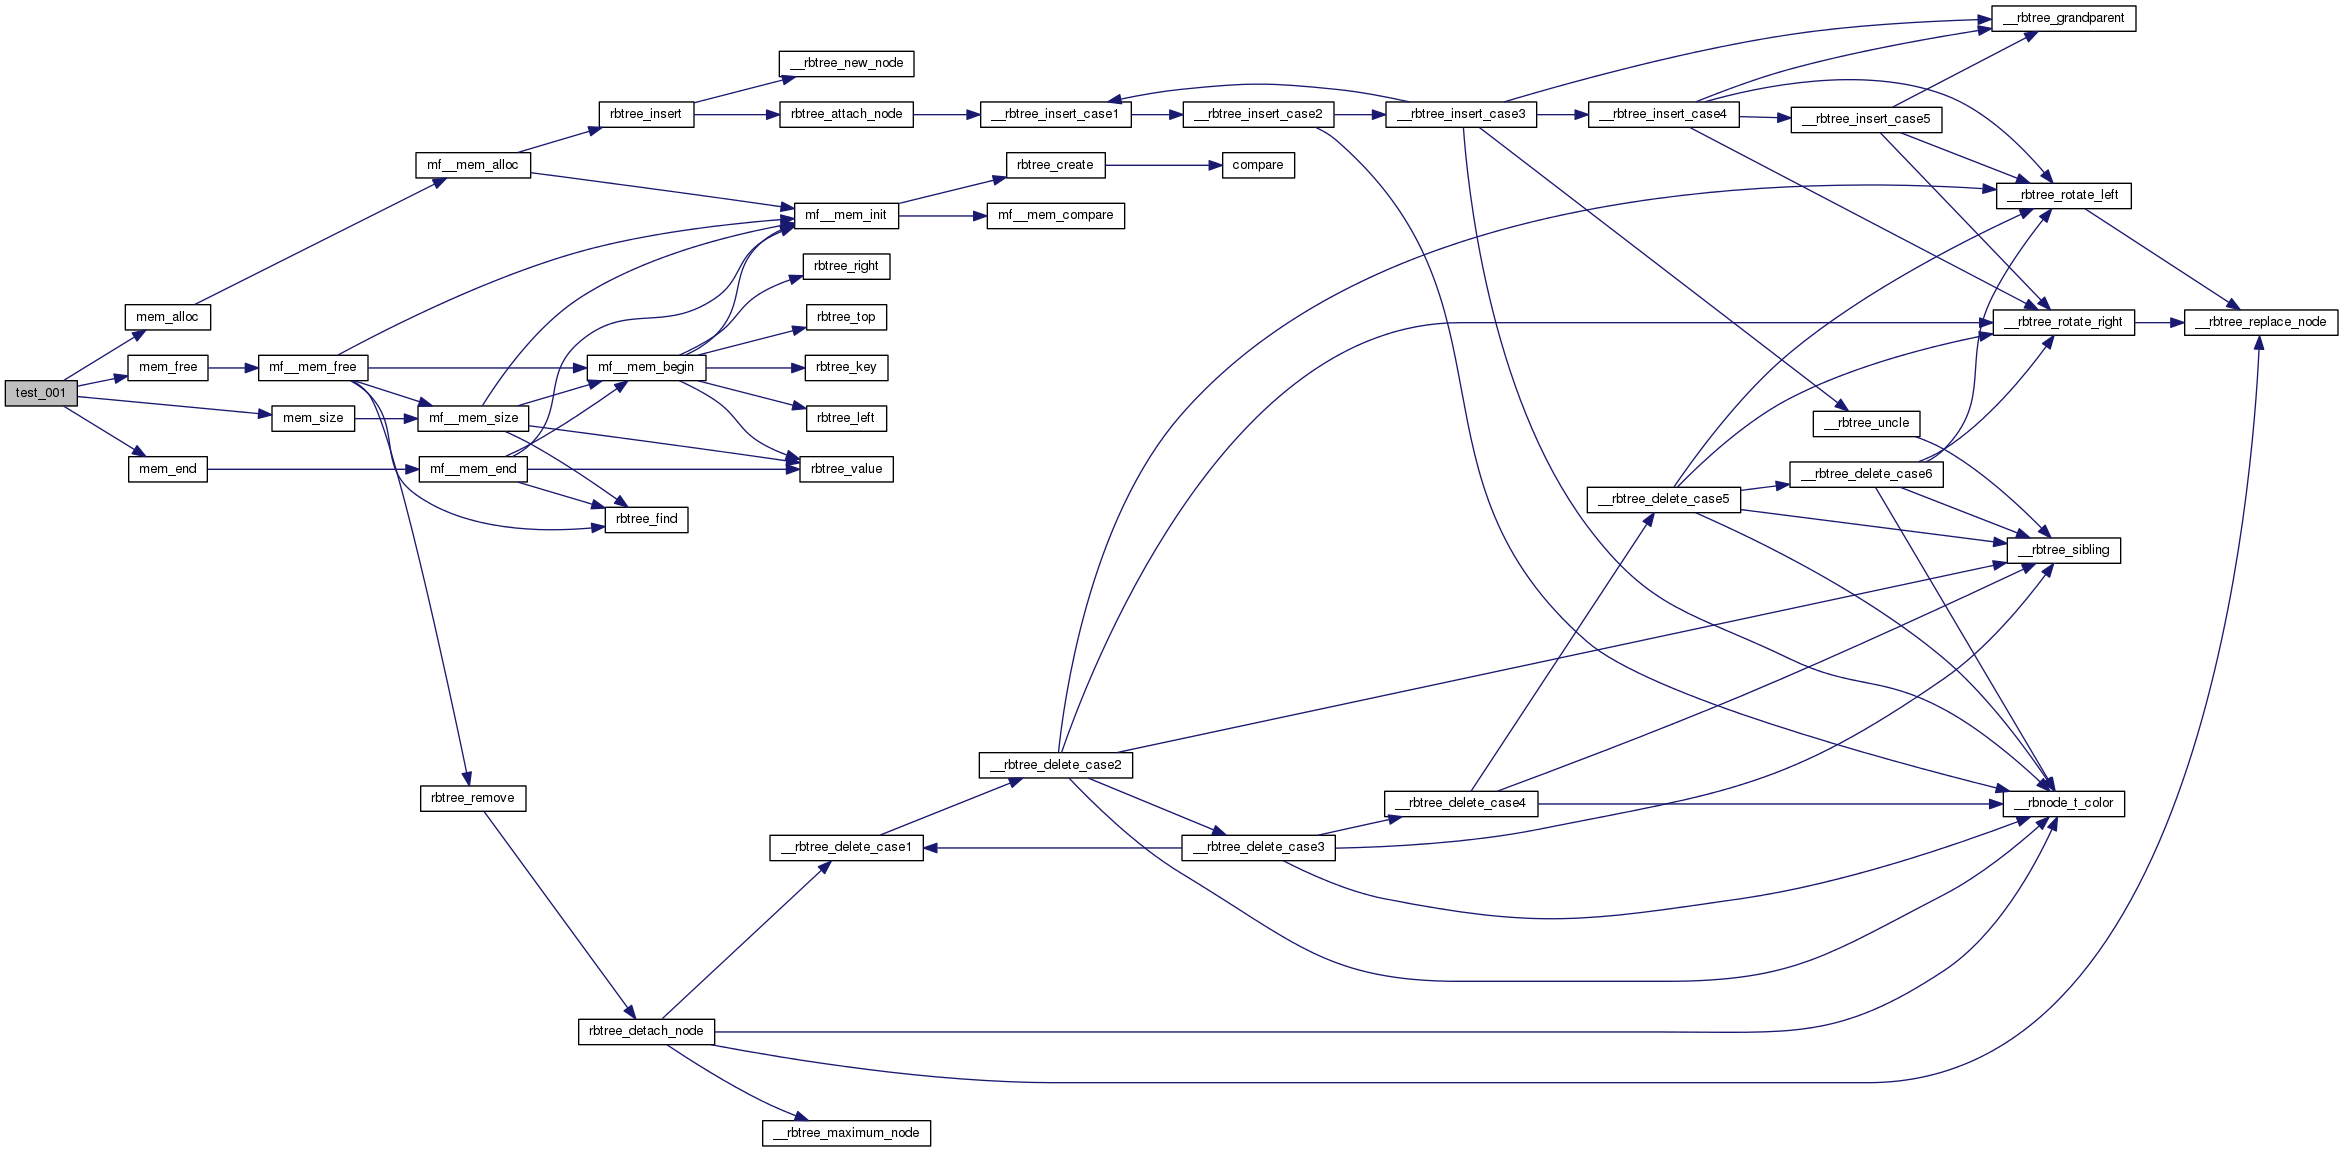 __rbtree_grandparent
__rbtree_new_node
rbtree_insert
rbtree_attach_node
__rbtree_insert_case1
__rbtree_insert_case2
__rbtree_insert_case3
__rbtree_insert_case4
__rbtree_insert_case5
mf__mem_alloc
rbtree_create
compare
__rbtree_rotate_left
mf__mem_init
mf__mem_compare
rbtree_right
mem_alloc
rbtree_top
__rbtree_rotate_right
__rbtree_replace_node
mem_free
mf__mem_free
mf__mem_begin
rbtree_key
test_001
mem_size
mf__mem_size
rbtree_left
__rbtree_uncle
mem_end
mf__mem_end
rbtree_value
__rbtree_delete_case6
__rbtree_delete_case5
rbtree_find
__rbtree_sibling
__rbtree_delete_case2
rbtree_remove
__rbtree_delete_case4
__rbnode_t_color
__rbtree_delete_case1
__rbtree_delete_case3
rbtree_detach_node
__rbtree_maximum_node